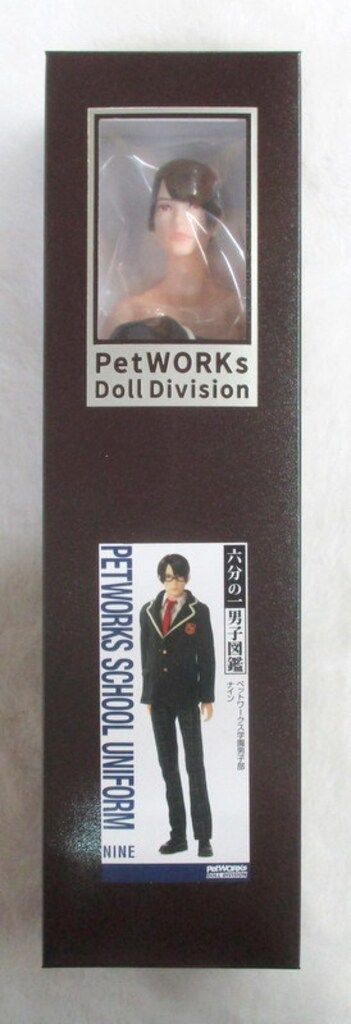 PetWORKs
Doll Division
六分の一男子図鑑
ペットワークス学園男子部
ナイン
PETWORKS SCHOOL UNIFORM
NINE
PetWORKs
DOLL DIVISION